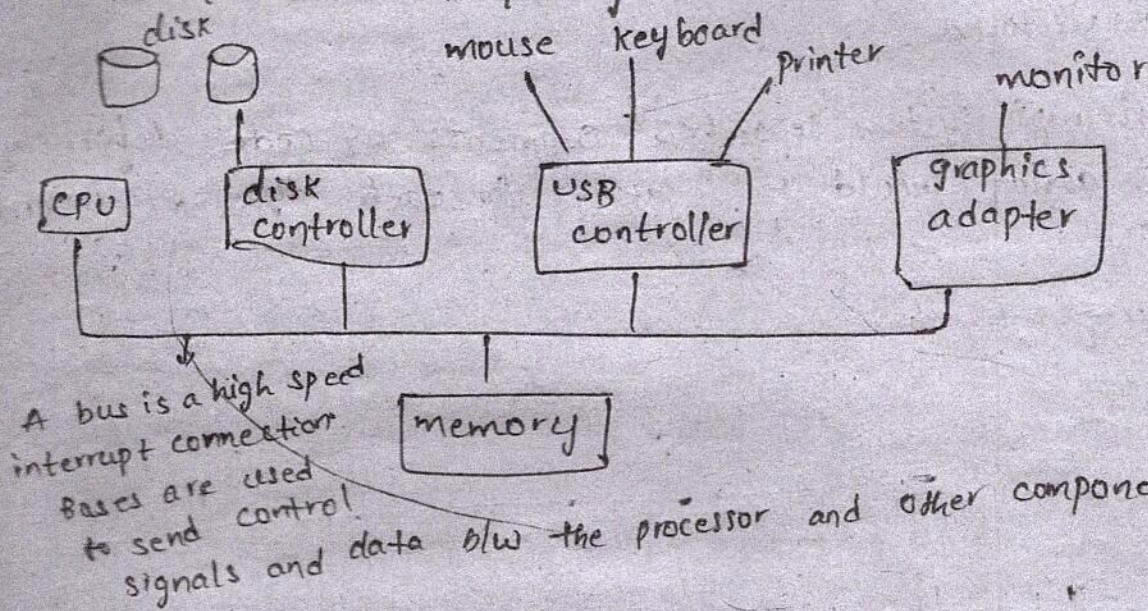 disk
mouse keyboard Printer
monitor
CPU
disk
controller
USB
controller
graphics
adapter
memory
A bus is a high speed
interrupt connection
Bases are used
to send control
signals and data b/w the processor and other compone